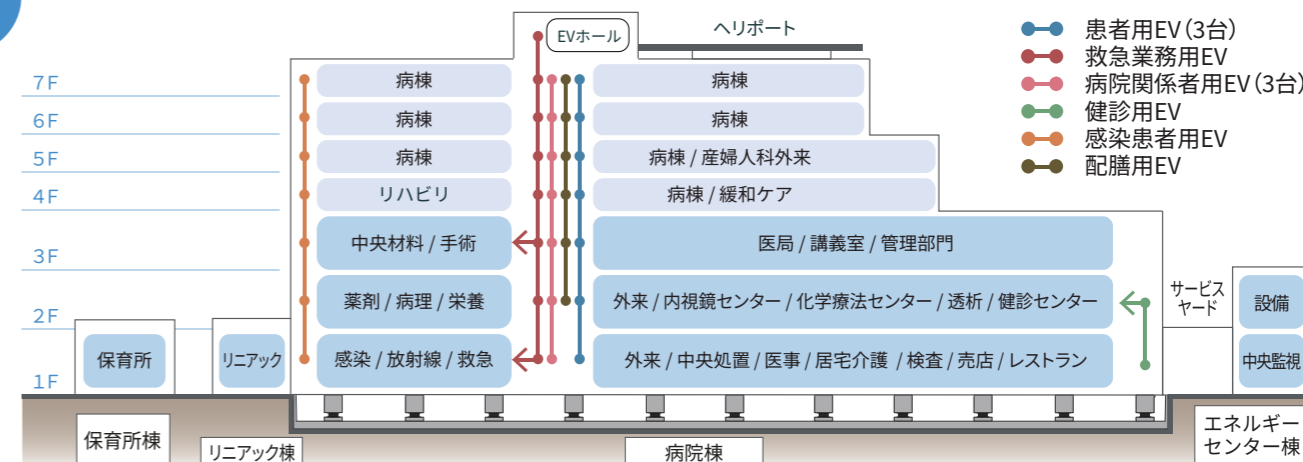 EVホール
ヘリポート
患者用EV(3台)
救急業務用EV
病院関係者用EV(3台)
健診用EV
感染患者用EV
配膳用EV
7F
病棟
病棟
6F
病棟
病棟
5F
病棟
病棟 / 産婦人科外来
4F
リハビリ
病棟 / 緩和ケア
3F
中央材料 / 手術
医局 / 講義室 / 管理部門
2F
薬剤 / 病理 / 栄養
外来 / 内視鏡センター / 化学療法センター / 透析 / 健診センター
サービス
ヤード
設備
1F
保育所
リニアック
感染 / 放射線 / 救急
外来 / 中央処置 / 医事 / 居宅介護 / 検査 / 売店 / レストラン
中央監視
保育所棟
リニアック棟
病院棟
エネルギー
センター棟